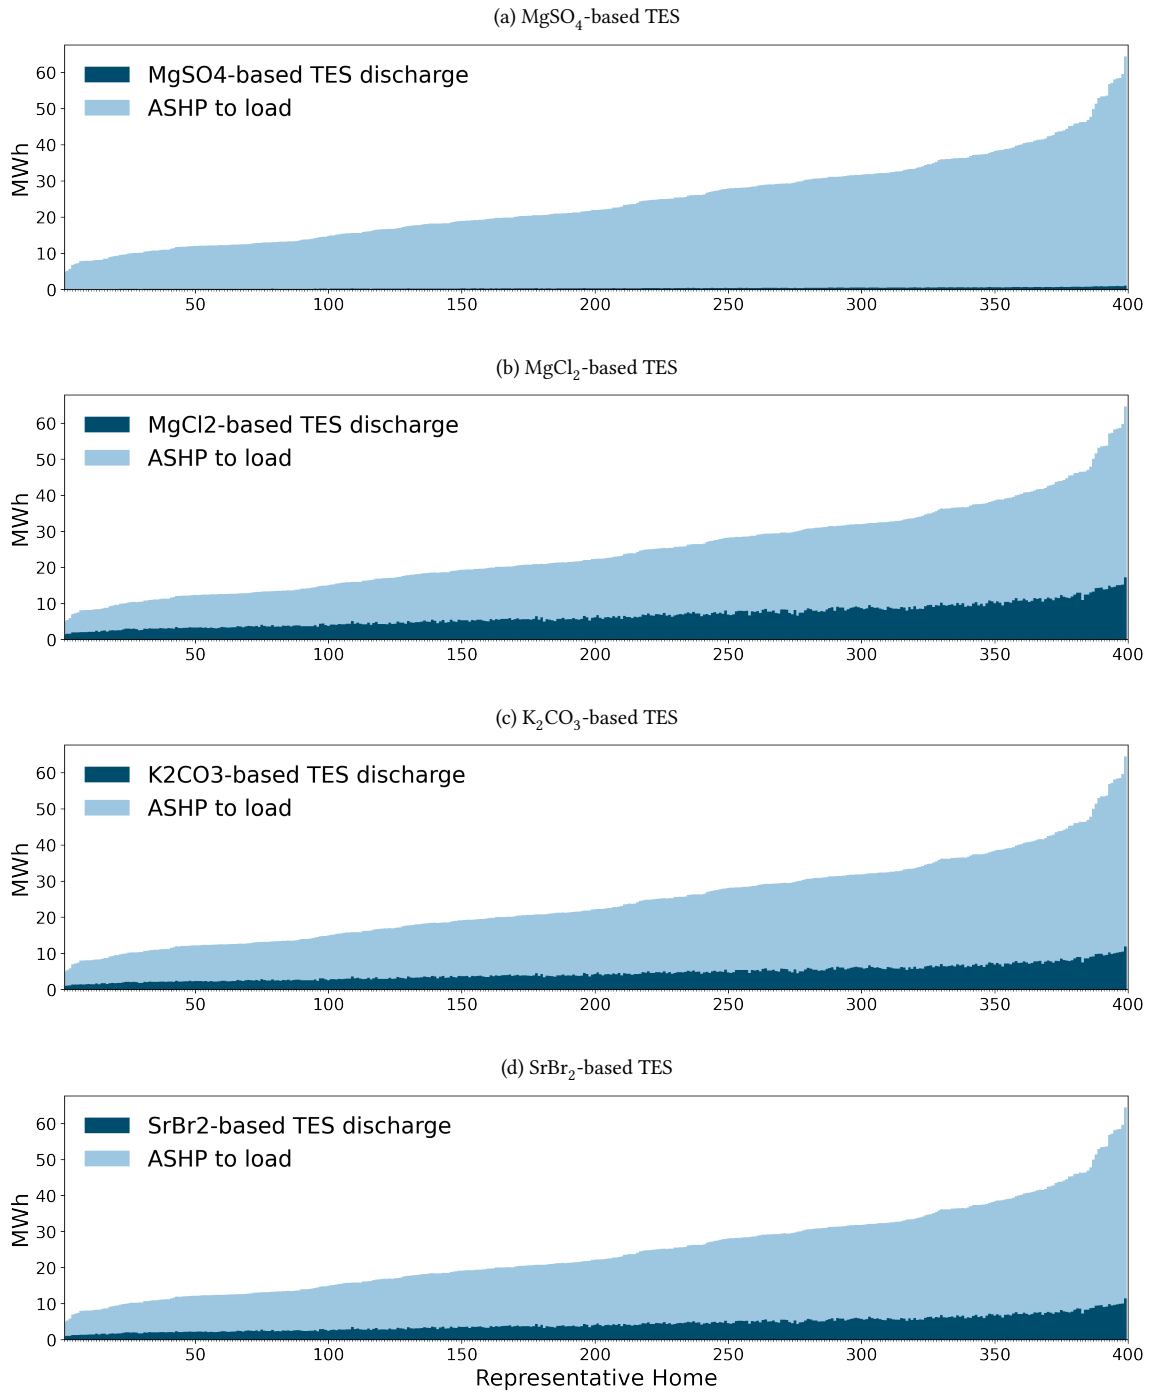 (a) MgSO₄-based TES
MgSO4-based TES discharge
ASHP to load
MWh
60
50
40
30
20
10
0
50 100 150 200 250 300 350 400
(b) MgCl₂-based TES
MgCl2-based TES discharge
ASHP to load
MWh
60
50
40
30
20
10
0
50 100 150 200 250 300 350 400
(c) K₂CO₃-based TES
K2CO3-based TES discharge
ASHP to load
MWh
60
50
40
30
20
10
0
50 100 150 200 250 300 350 400
(d) SrBr₂-based TES
SrBr2-based TES discharge
ASHP to load
MWh
60
50
40
30
20
10
0
50 100 150 200 250 300 350 400
Representative Home